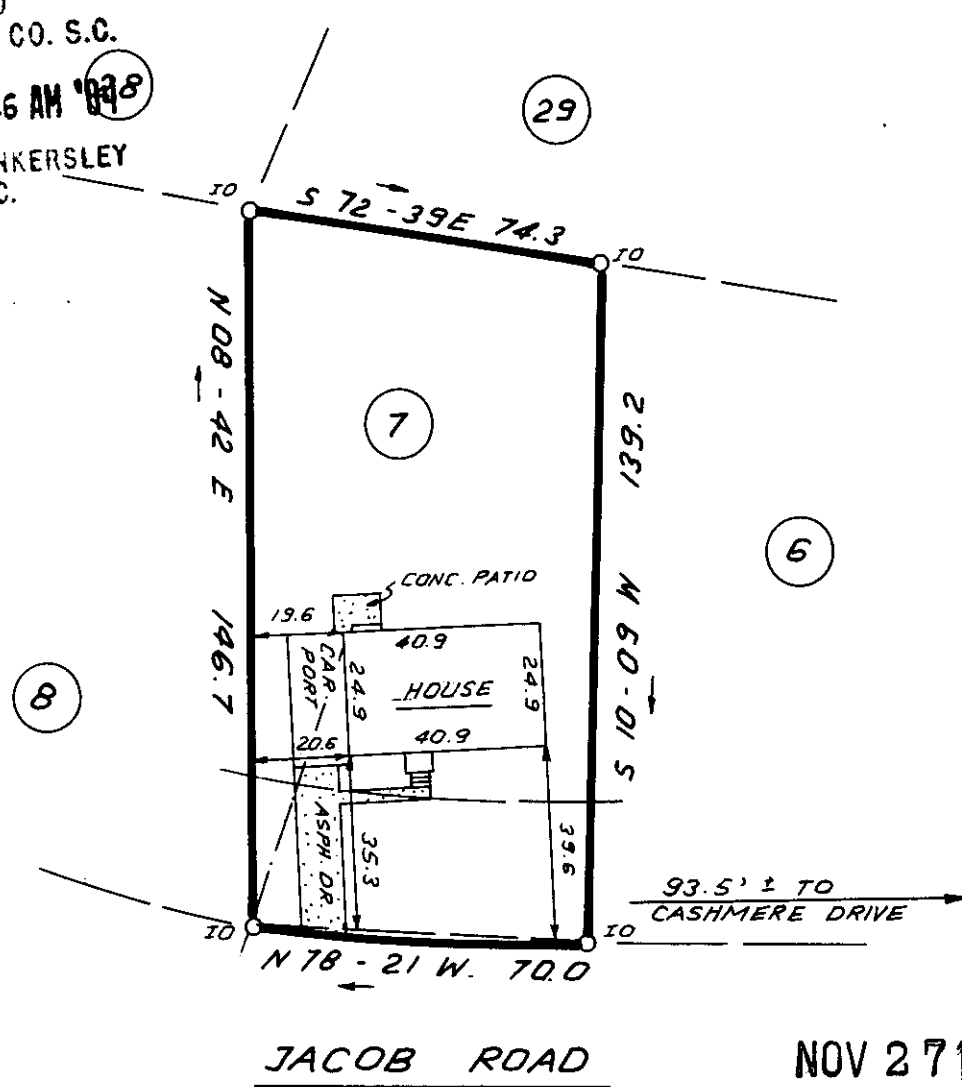 CO. S.C.
AM
28
29
NKERSLEY
C.
IO
S 72-39E 74.3
IO
N 08-42 E 146.7
7
S 10-09 W 139.2
6
CONC. PATIO
19.6
40.9
CAR
PORT
24.9
HOUSE
24.9
8
20.6
40.9
ASPH. DR
35.3
39.6
93.5' ± TO
CASHMERE DRIVE
IO
IO
N 78-21 W. 70.0
JACOB ROAD
NOV 27